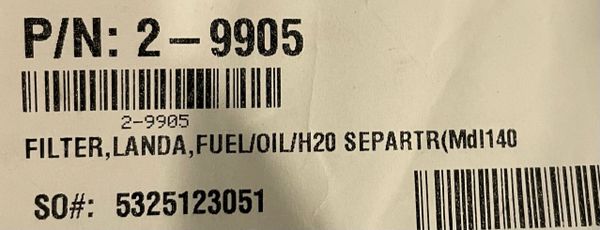 P/N: 2-9905
2-9905
FILTER,LANDA,FUEL/OIL/H20 SEPARTR(Mdl140
SO#: 5325123051